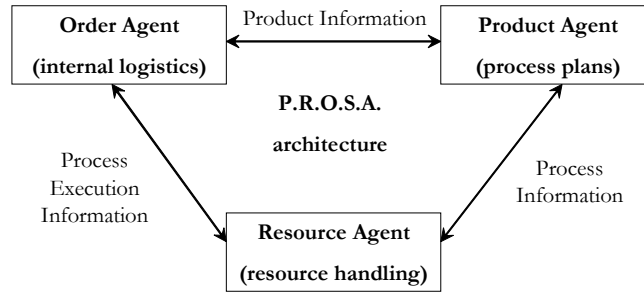 Order Agent
(internal logistics)
Product Information
Product Agent
(process plans)
P.R.O.S.A.
architecture
Process
Execution
Information
Process
Information
Resource Agent
(resource handling)